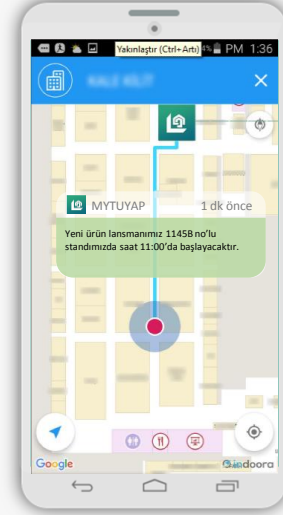 Yakınlaştır (Ctrl+Artı)
PM 1:36
MYTUYAP 1 dk önce
Yeni ürün lansmanımız 1145B no'lu
standımızda saat 11:00'da başlayacaktır.
Google
indoora